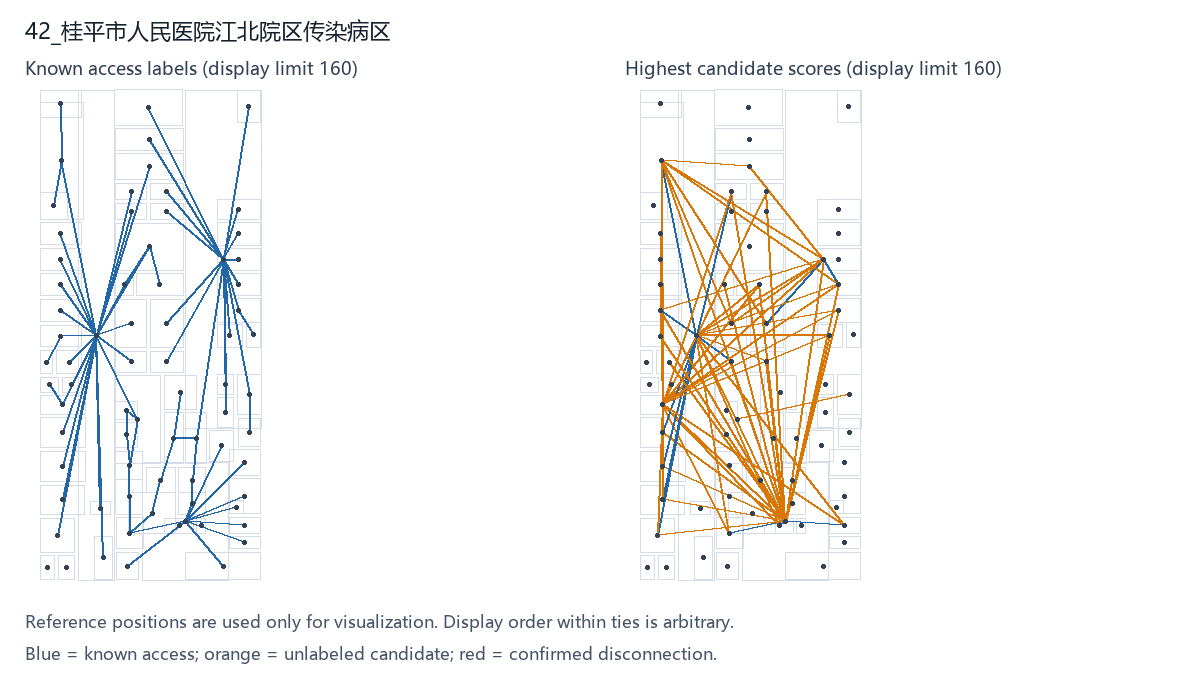 42_桂平市人民医院江北院区传染病区
Known access labels (display limit 160)
Highest candidate scores (display limit 160)
Reference positions are used only for visualization. Display order within ties is arbitrary.
Blue = known access; orange = unlabeled candidate; red = confirmed disconnection.